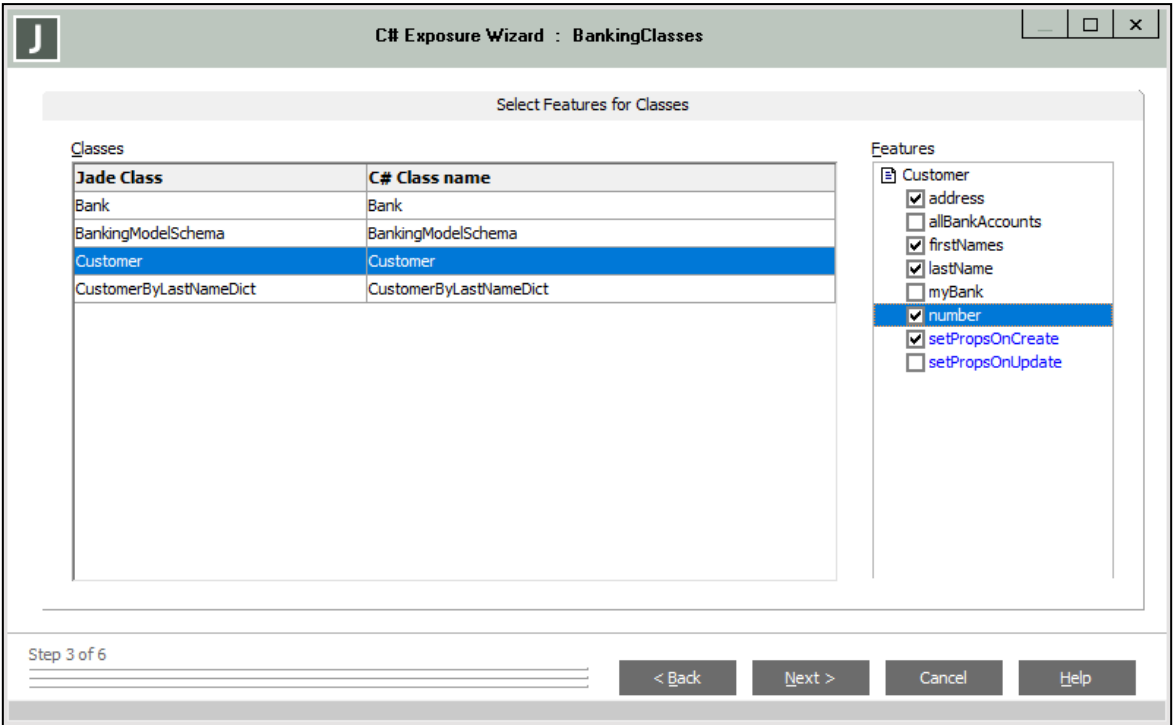 J
C# Exposure Wizard : BankingClasses
Select Features for Classes
Classes
Jade Class C# Class name
Bank Bank
BankingModelSchema BankingModelSchema
Customer Customer
CustomerByLastNameDict CustomerByLastNameDict
Features
Customer
address
allBankAccounts
firstNames
lastName
myBank
number
setPropsOnCreate
setPropsOnUpdate
Step 3 of 6
< Back Next > Cancel Help